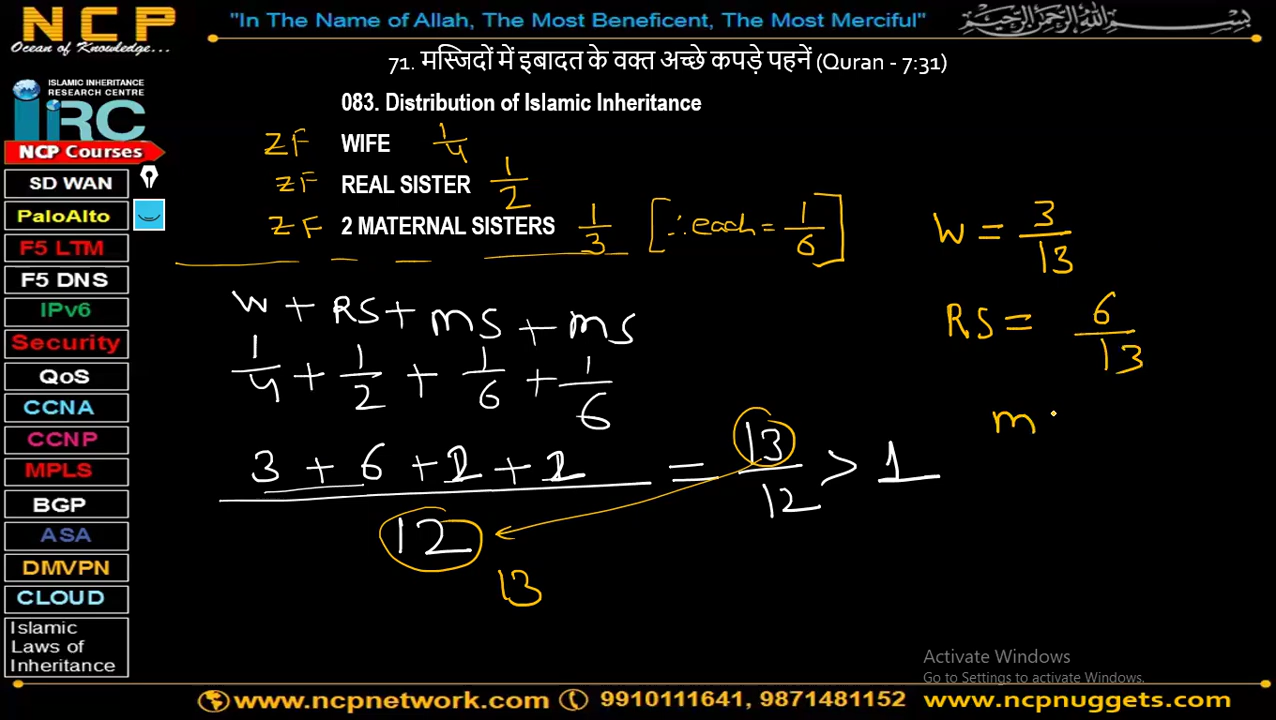 NCP
Ocean of Knowledge...
"In The Name of Allah, The Most Beneficent, The Most Merciful"
بِسْمِ اللهِ الرَّحْمٰنِ الرَّحِيْمِ
71. मस्जिदों में इबादत के वक्त अच्छे कपड़े पहनें (Quran - 7:31)
ISLAMIC INHERITANCE
RESEARCH CENTRE
iRC
NCP Courses
SD WAN
PaloAlto
F5 LTM
F5 DNS
IPv6
Security
QoS
CCNA
CCNP
MPLS
BGP
ASA
DMVPN
CLOUD
Islamic
Laws of
Inheritance
083. Distribution of Islamic Inheritance
ZF WIFE 1/4
ZF REAL SISTER 1/2
ZF 2 MATERNAL SISTERS 1/3 [∴ each = 1/6]
W + RS + MS + MS
1/4 + 1/2 + 1/6 + 1/6
3 + 6 + 2 + 2 = 13/12 > 1
12
13
W = 3/13
RS = 6/13
m
Activate Windows
Go to Settings to activate Windows.
www.ncpnetwork.com 9910111641, 9871481152 www.ncpnuggets.com